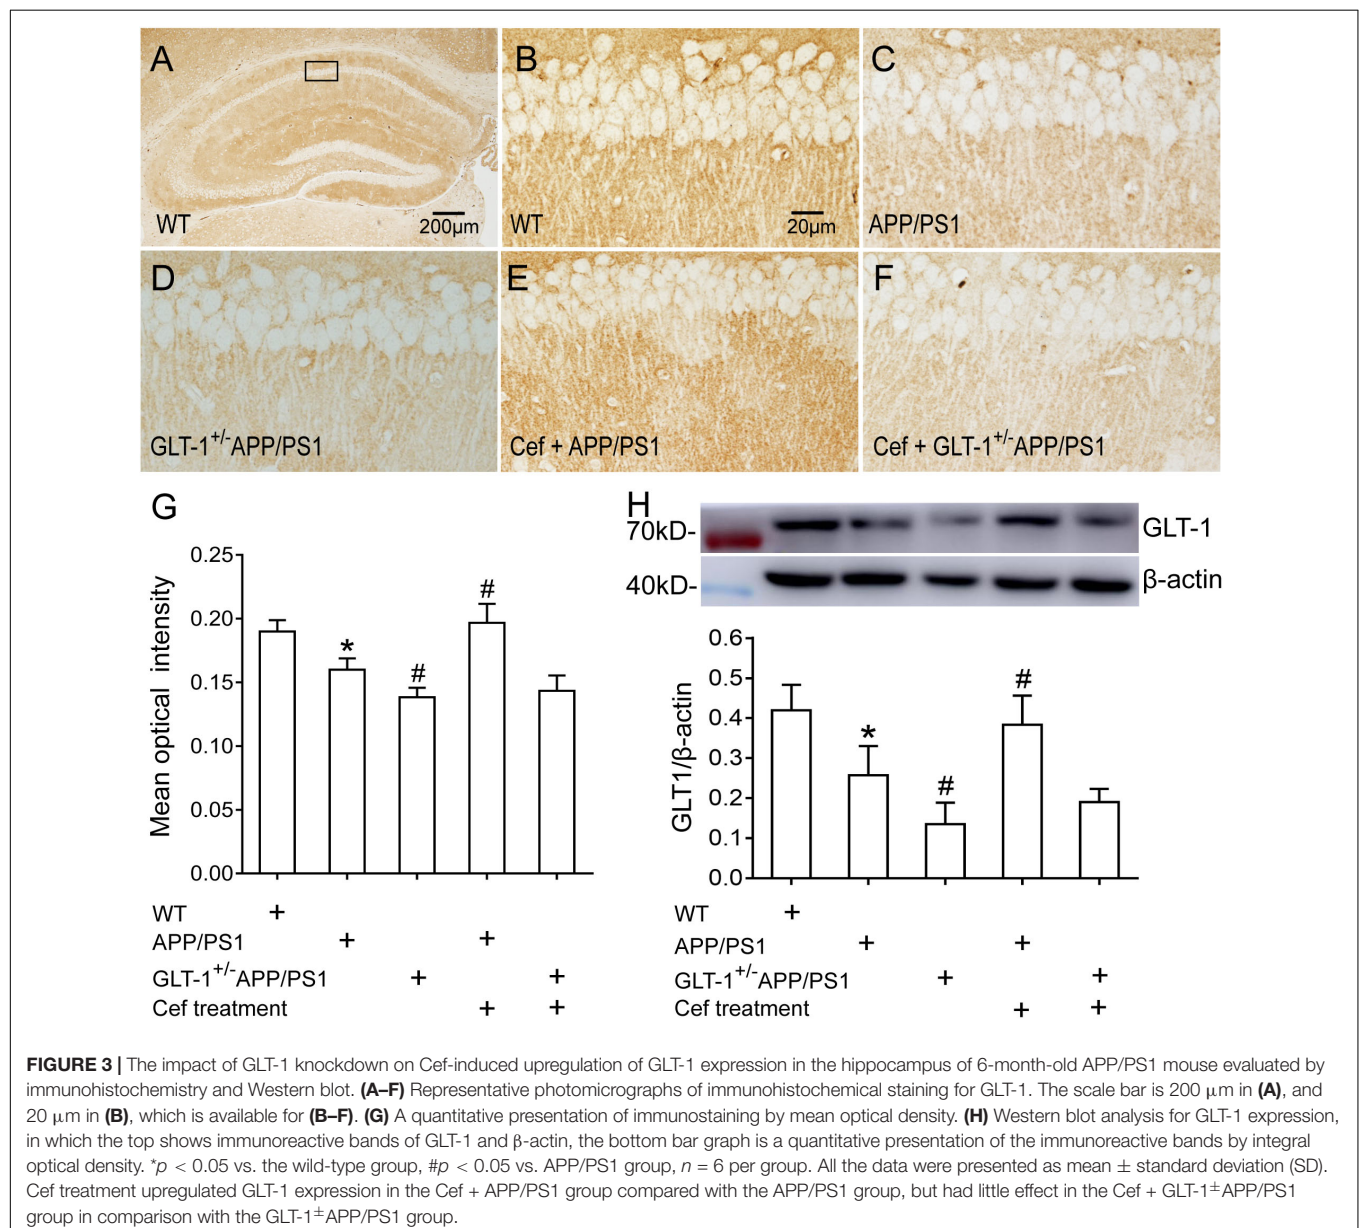 A
WT
200μm
B
WT
20μm
C
APP/PS1
D
GLT-1+/-APP/PS1
E
Cef + APP/PS1
F
Cef + GLT-1+/-APP/PS1
G
Mean optical intensity
0.25
0.20
0.15
0.10
0.05
0.00
*
#
#
WT +
APP/PS1 + +
GLT-1+/-APP/PS1 + +
Cef treatment + +
H
70kD-
GLT-1
40kD-
β-actin
GLT1/β-actin
0.6
0.5
0.4
0.3
0.2
0.1
0.0
*
#
#
WT +
APP/PS1 + +
GLT-1+/-APP/PS1 + +
Cef treatment + +
FIGURE 3 | The impact of GLT-1 knockdown on Cef-induced upregulation of GLT-1 expression in the hippocampus of 6-month-old APP/PS1 mouse evaluated by
immunohistochemistry and Western blot. (A–F) Representative photomicrographs of immunohistochemical staining for GLT-1. The scale bar is 200 μm in (A), and
20 μm in (B), which is available for (B–F). (G) A quantitative presentation of immunostaining by mean optical density. (H) Western blot analysis for GLT-1 expression,
in which the top shows immunoreactive bands of GLT-1 and β-actin, the bottom bar graph is a quantitative presentation of the immunoreactive bands by integral
optical density. *p < 0.05 vs. the wild-type group, #p < 0.05 vs. APP/PS1 group, n = 6 per group. All the data were presented as mean ± standard deviation (SD).
Cef treatment upregulated GLT-1 expression in the Cef + APP/PS1 group compared with the APP/PS1 group, but had little effect in the Cef + GLT-1±APP/PS1
group in comparison with the GLT-1±APP/PS1 group.